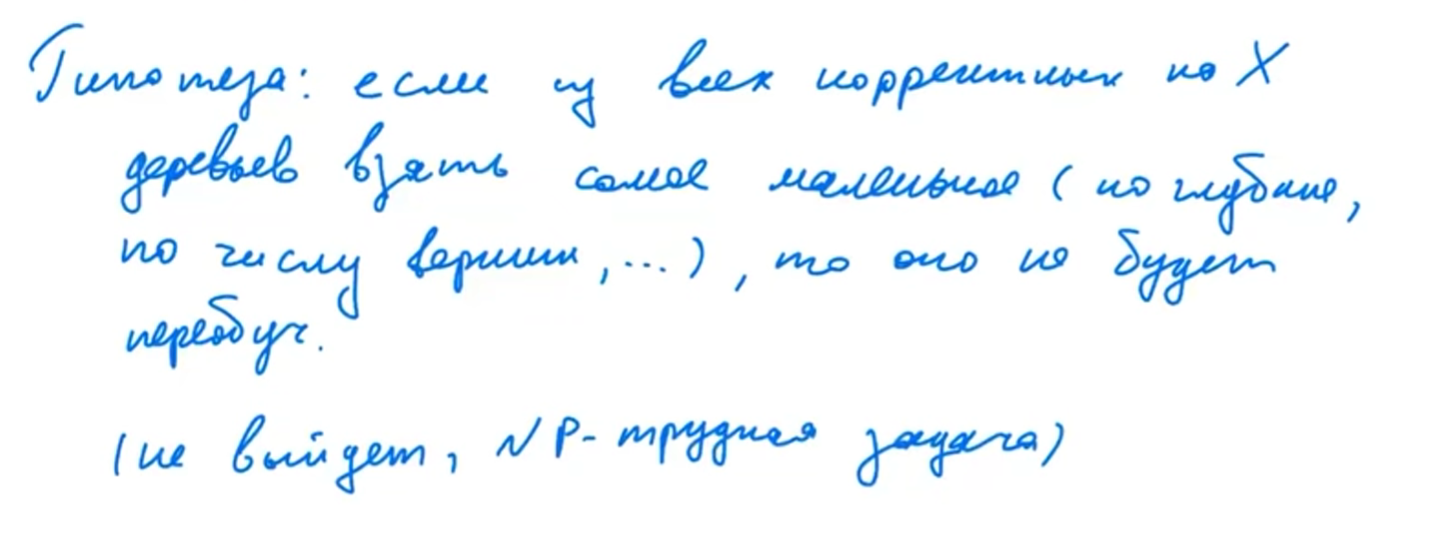 Гипотеза: если из всех корректных на X
деревьев взять самое маленькое (по глубине,
по числу вершин, ...), то оно не будет
переобуч.
(не выйдет, NP-трудная задача)